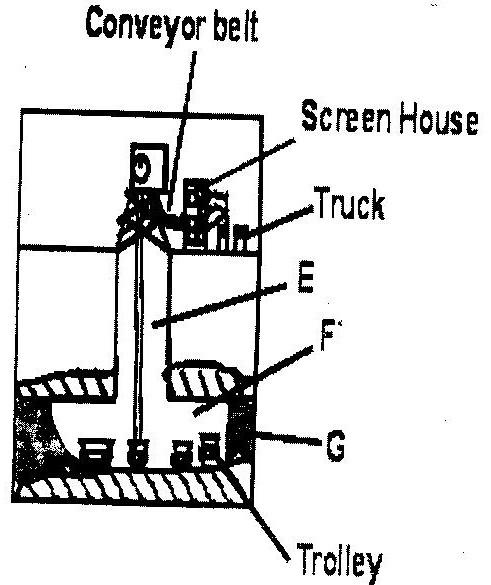 Conveyor belt
Screen House
Truck
E
F
G
Trolley